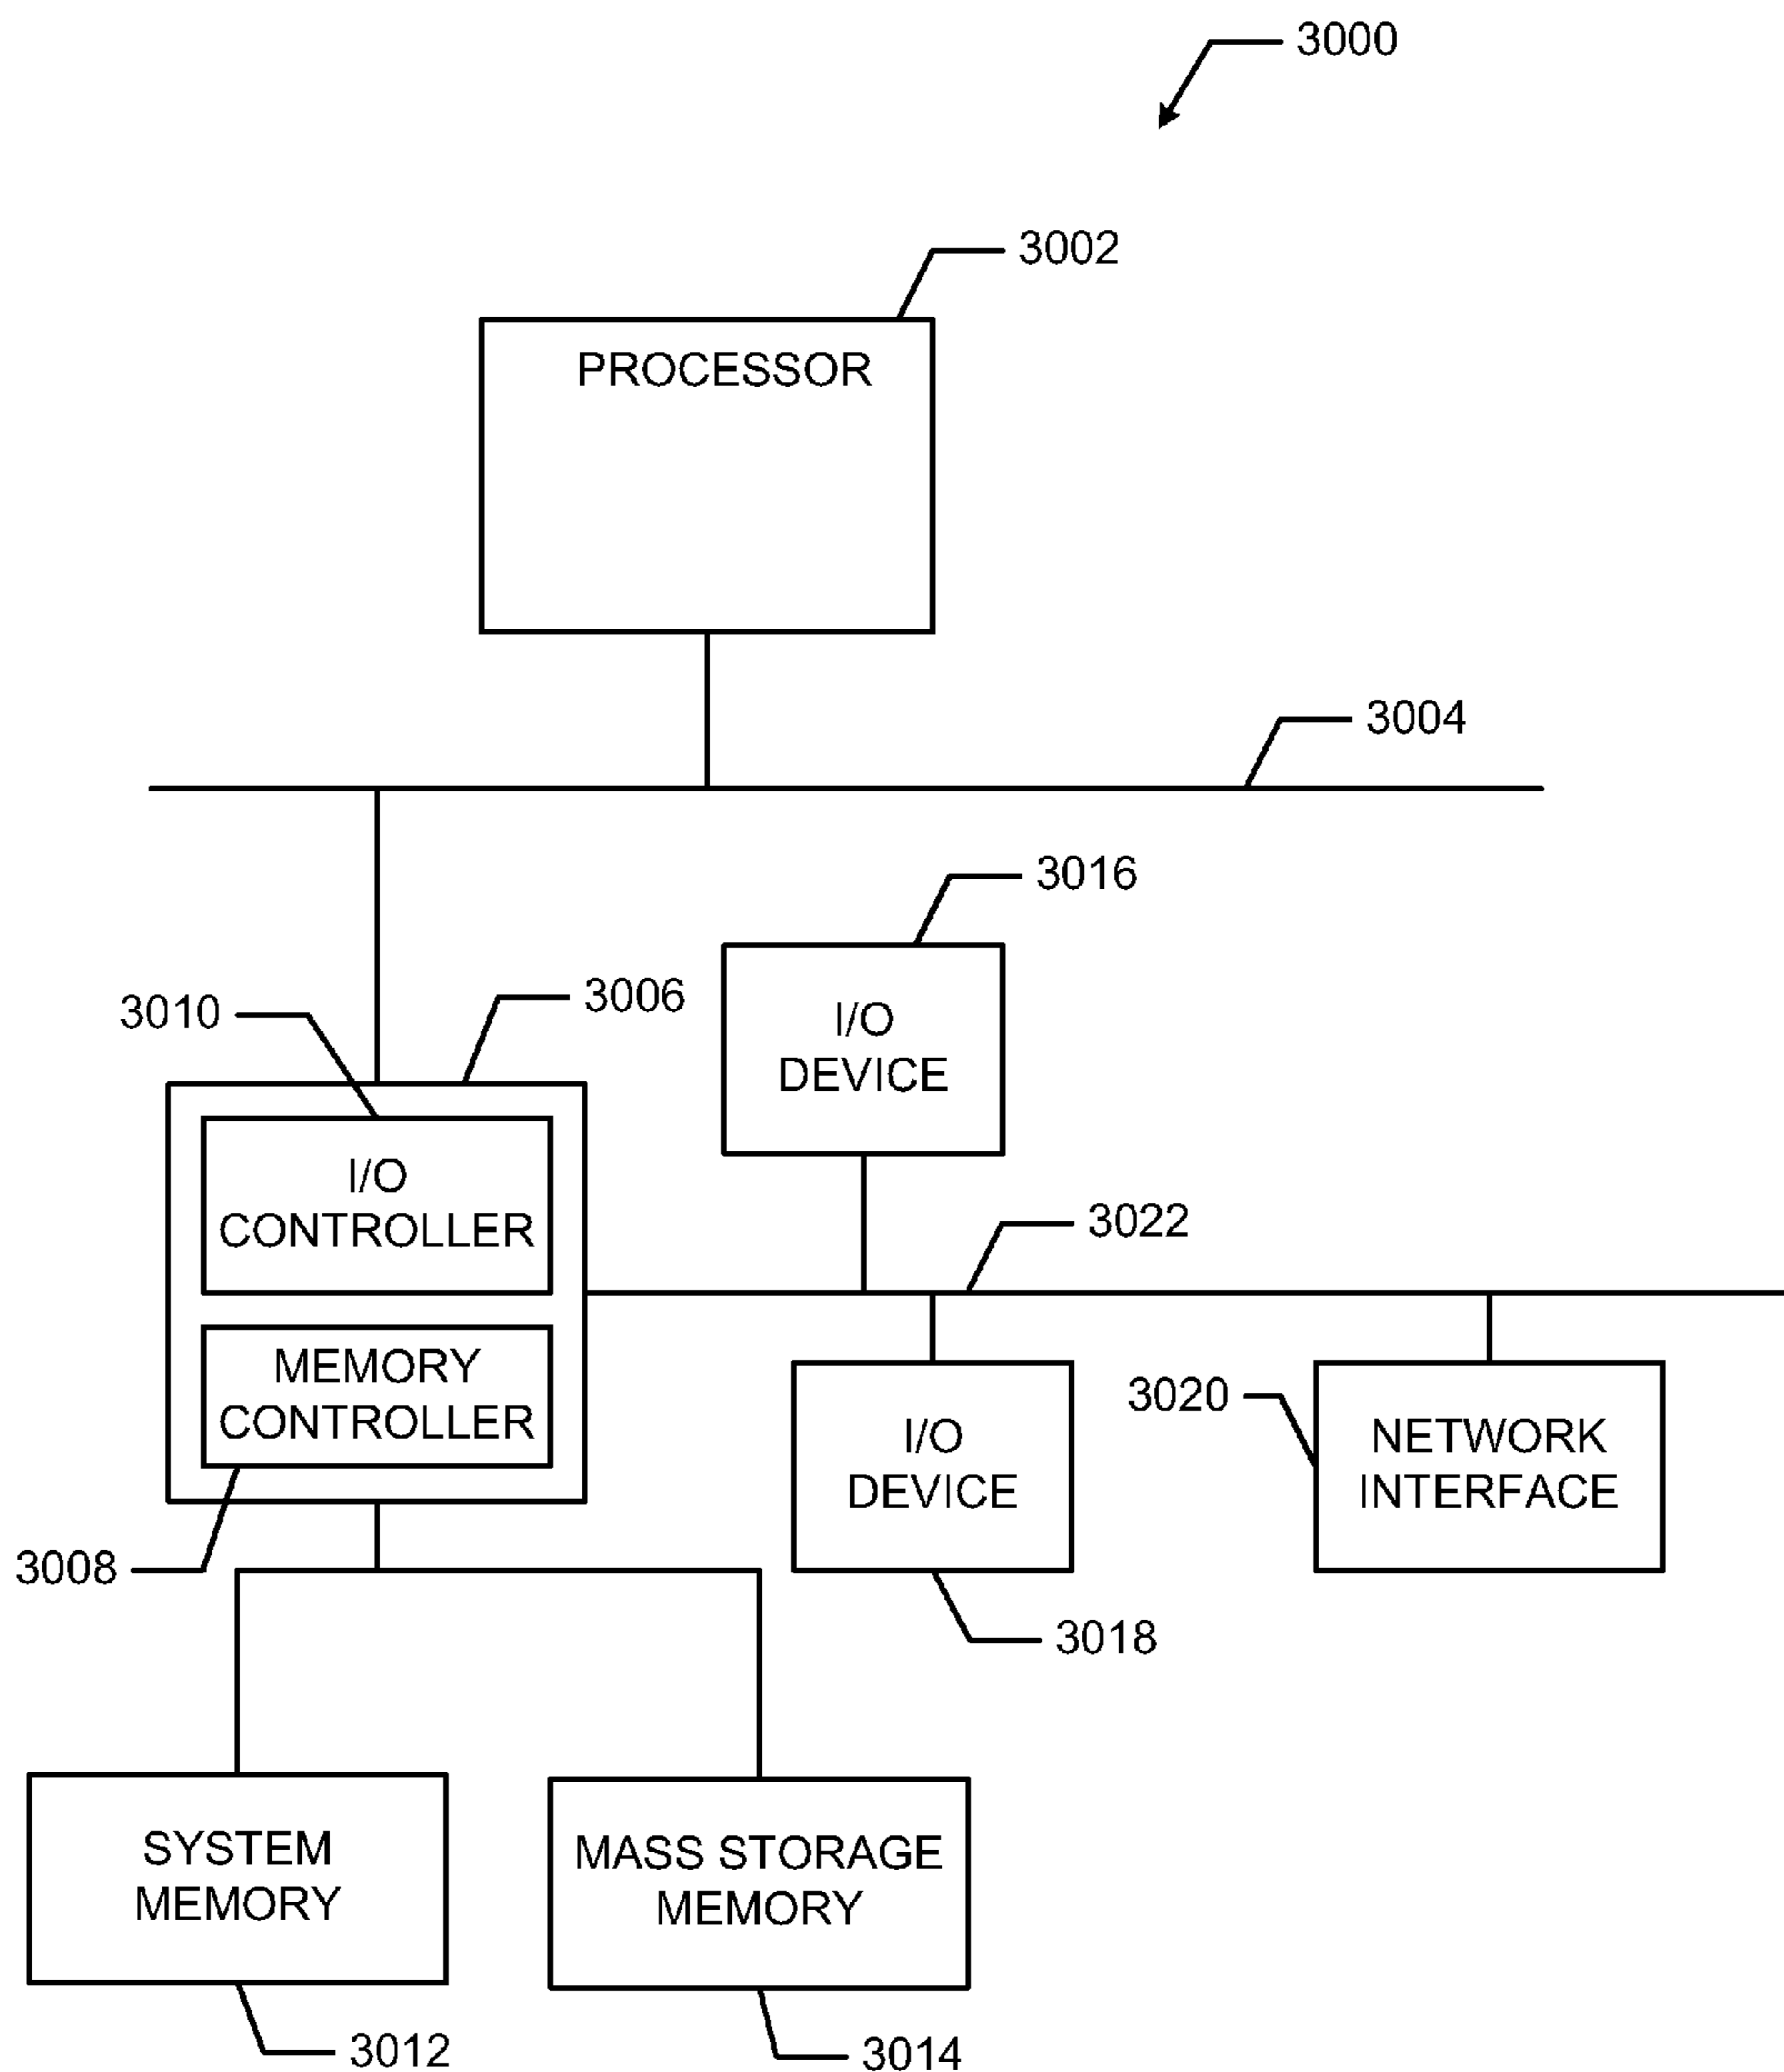 3000
3002
PROCESSOR
3004
3016
3006
3010
I/O
DEVICE
I/O
CONTROLLER
3022
MEMORY
CONTROLLER
3020
I/O
DEVICE
NETWORK
INTERFACE
3008
3018
SYSTEM
MEMORY
MASS STORAGE
MEMORY
3012
3014